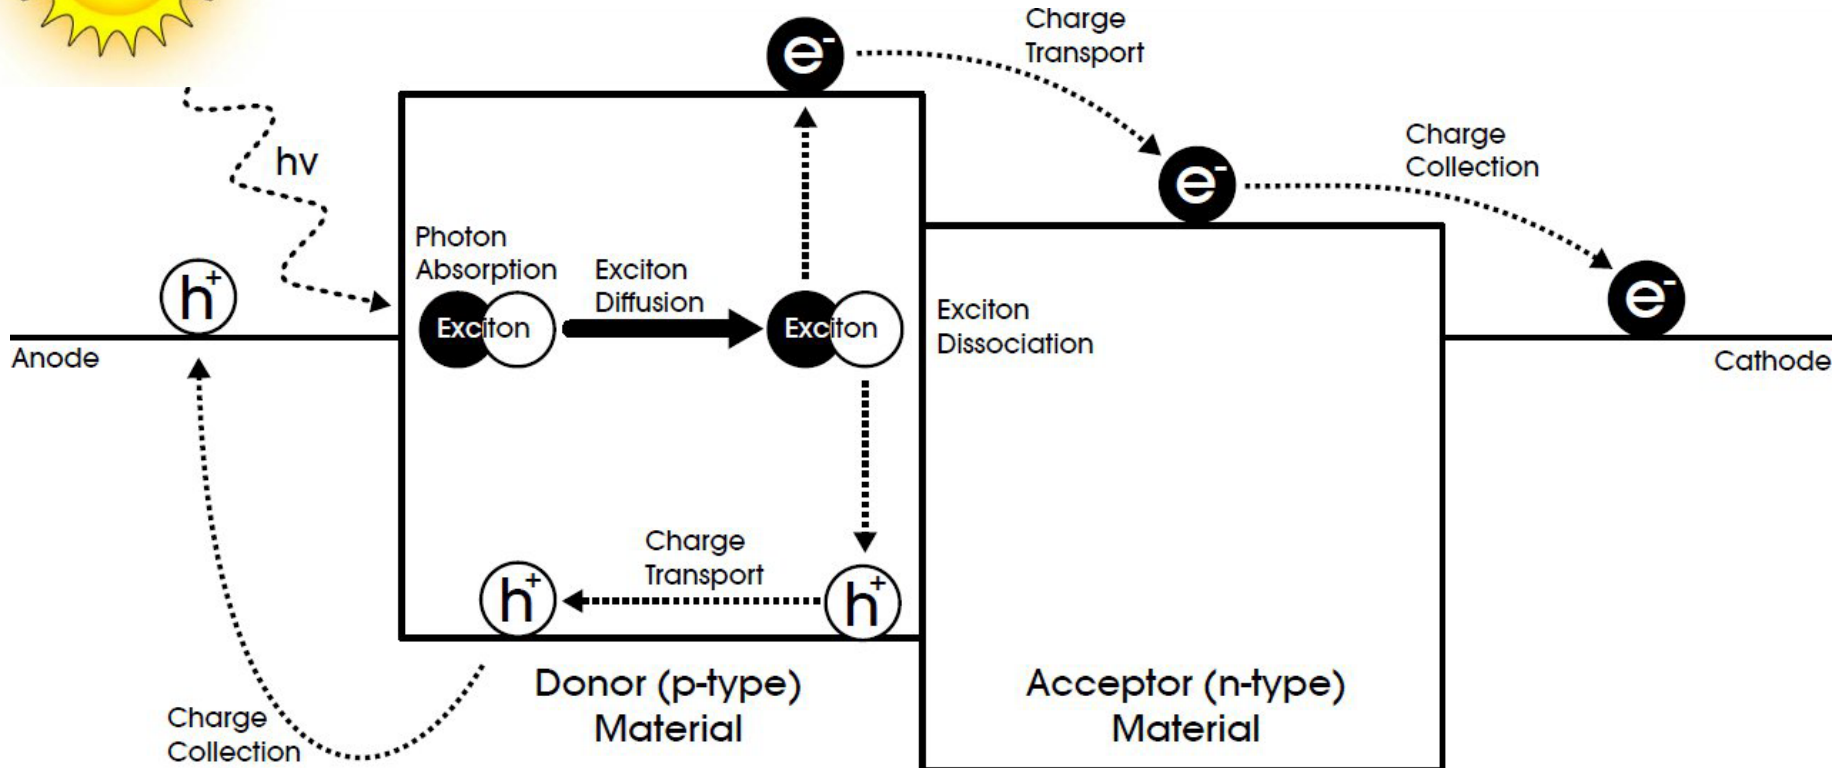 Charge
Transport
e-
hv
Charge
Collection
e-
Photon
Absorption
Exciton
Diffusion
h+
e-
Exciton
Exciton
Exciton
Dissociation
Anode
Cathode
Charge
Transport
h+
h+
Donor (p-type)
Material
Acceptor (n-type)
Material
Charge
Collection